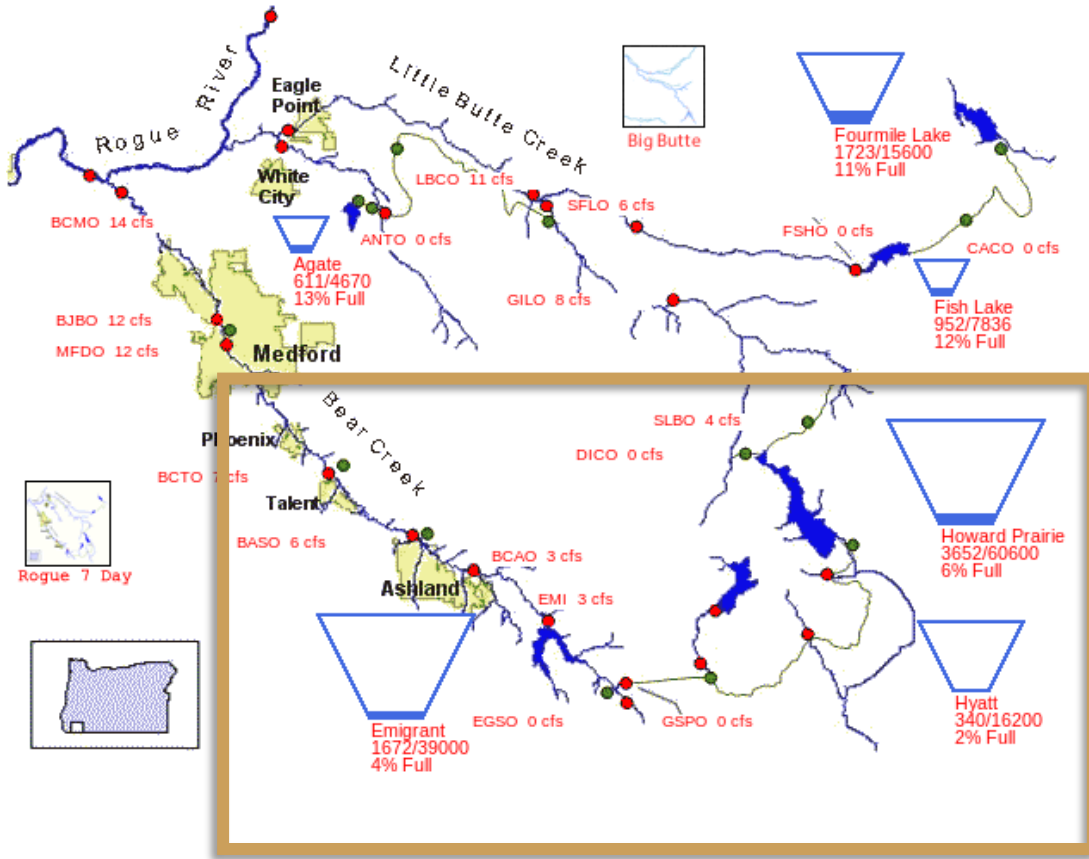 Rogue River
Little Butte Creek
Eagle
Point
White
City
Big Butte
Fourmile Lake
1723/15600
11% Full
LBCO 11 cfs
SFLO 6 cfs
BCMO 14 cfs
ANTO 0 cfs
FSHO 0 cfs
CACO 0 cfs
Agate
611/4670
13% Full
GILO 8 cfs
Fish Lake
952/7836
12% Full
BJBO 12 cfs
MFDO 12 cfs
Medford
Bear Creek
Phoenix
SLBO 4 cfs
DICO 0 cfs
BCTO 7 cfs
Talent
Howard Prairie
3652/60600
6% Full
BASO 6 cfs
BCAO 3 cfs
Rogue 7 Day
Ashland
EMI 3 cfs
Hyatt
340/16200
2% Full
EGSO 0 cfs
GSPO 0 cfs
Emigrant
1672/39000
4% Full